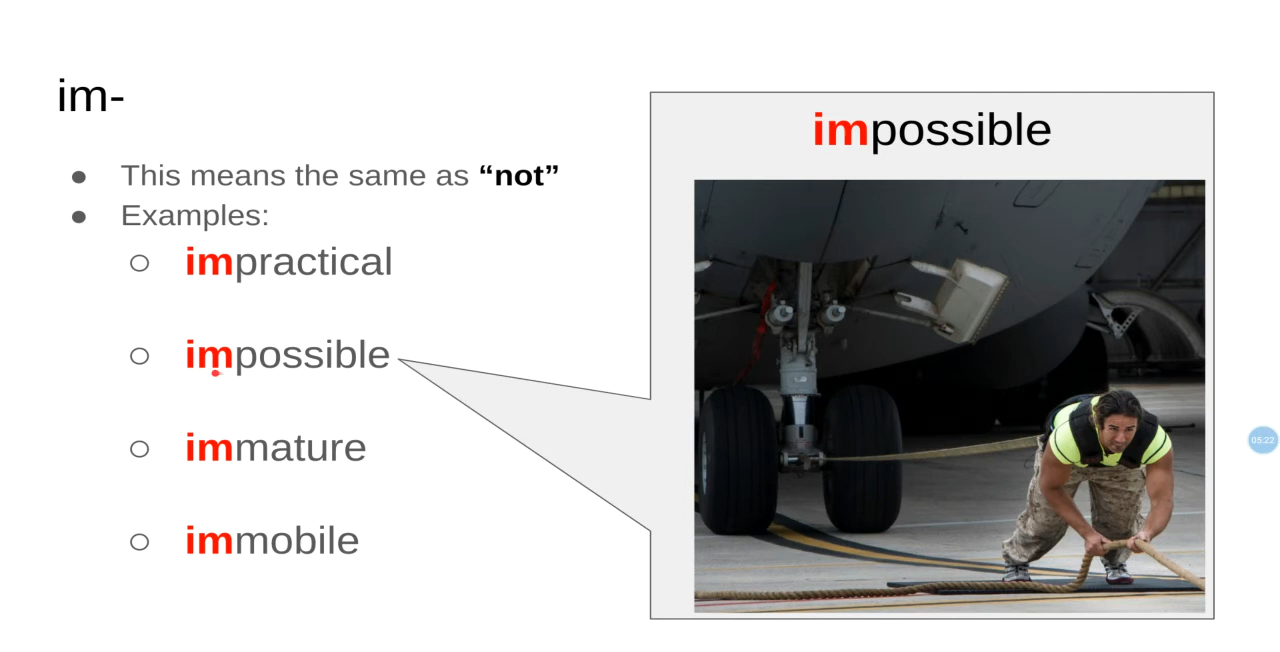 im-
This means the same as “not”
Examples:
impractical
impossible
immature
immobile
impossible
05:22